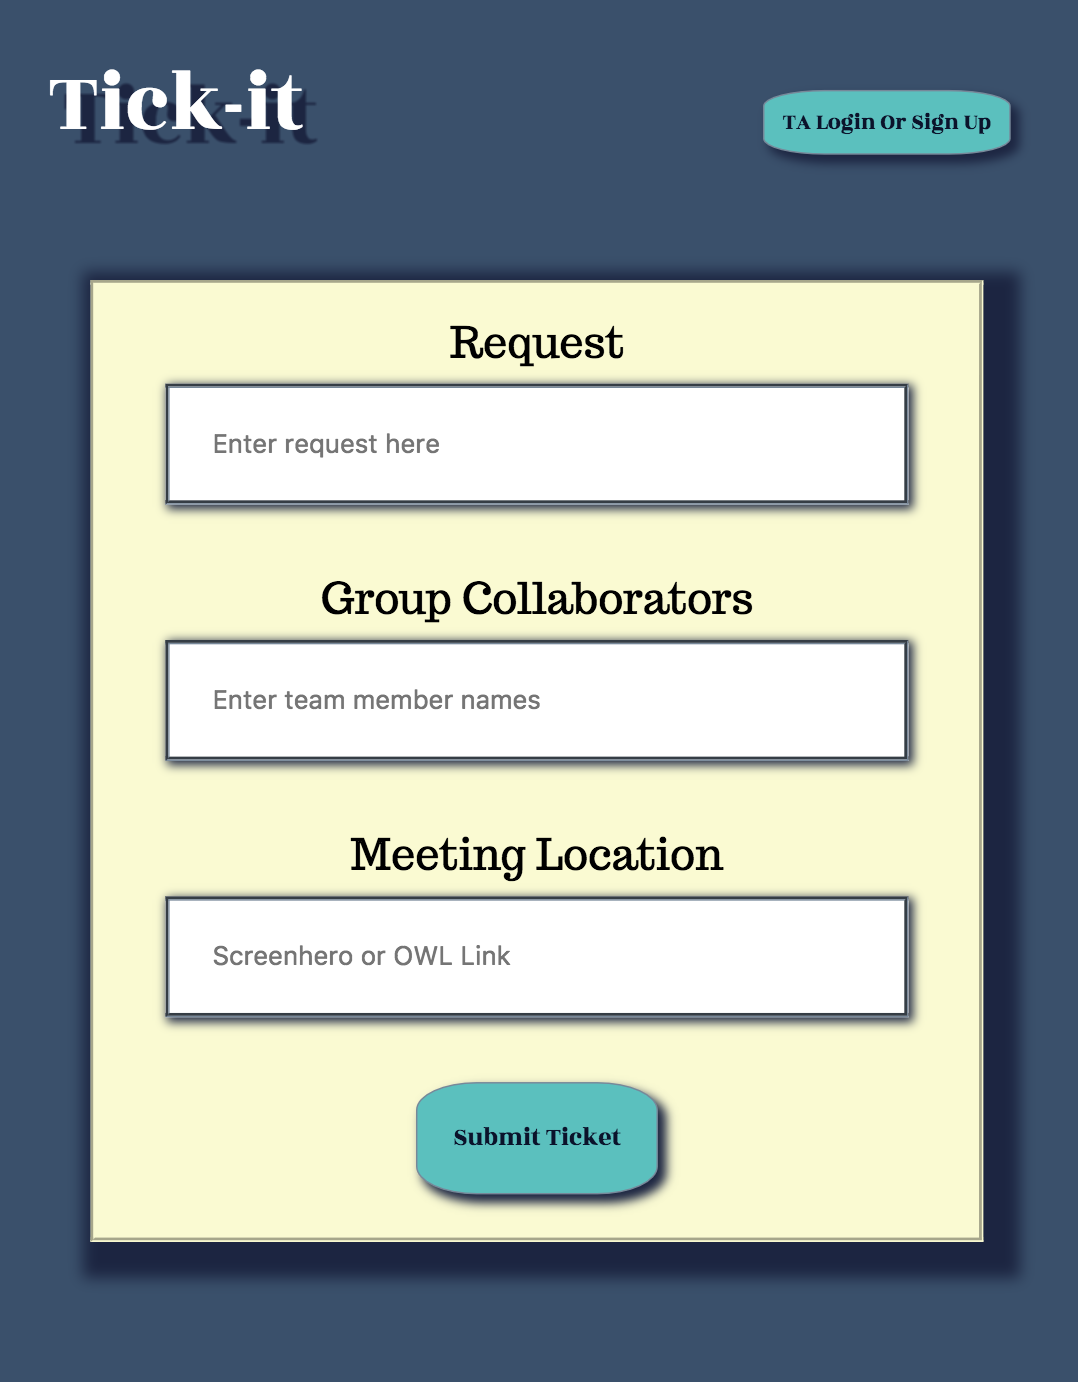 Tick-it
TA Login Or Sign Up
Request
Enter request here
Group Collaborators
Enter team member names
Meeting Location
Screenhero or OWL Link
Submit Ticket